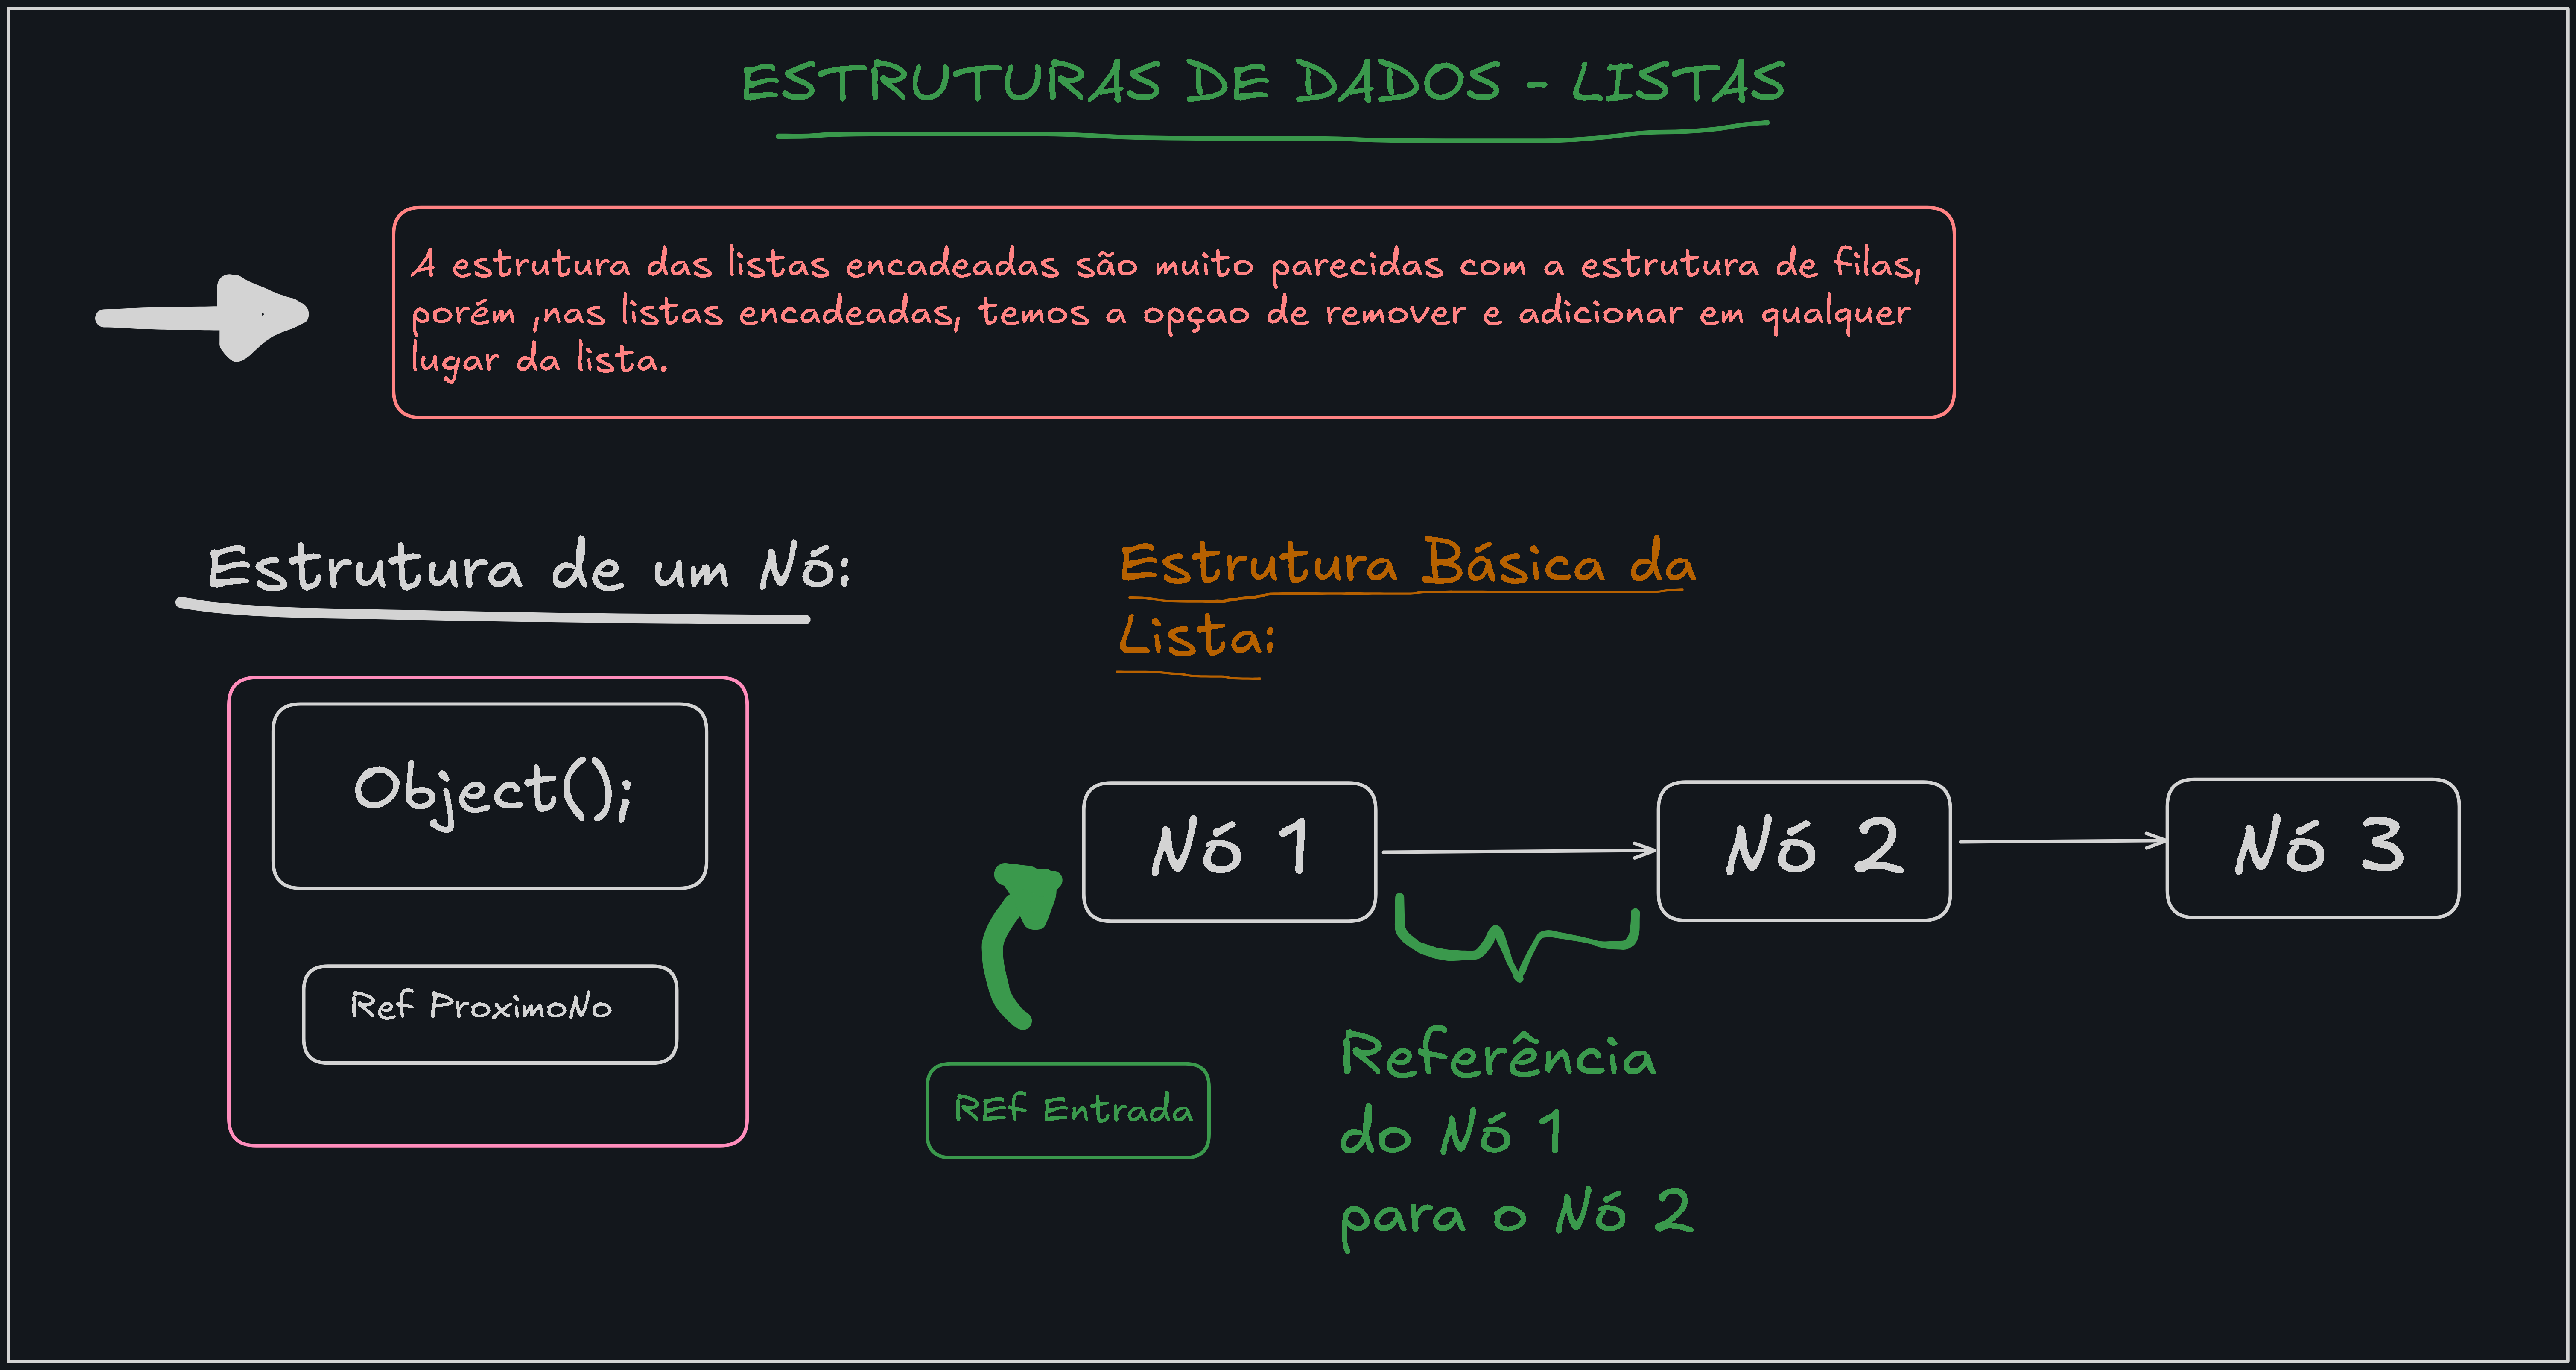 ESTRUTURAS DE DADOS - LISTAS
A estrutura das listas encadeadas são muito parecidas com a estrutura de filas,
porém ,nas listas encadeadas, temos a opçao de remover e adicionar em qualquer
lugar da lista.
Estrutura de um Nó:
Object();
Ref ProximoNo
Estrutura Básica da
Lista:
Nó 1
Nó 2
Nó 3
REf Entrada
Referência
do Nó 1
para o Nó 2